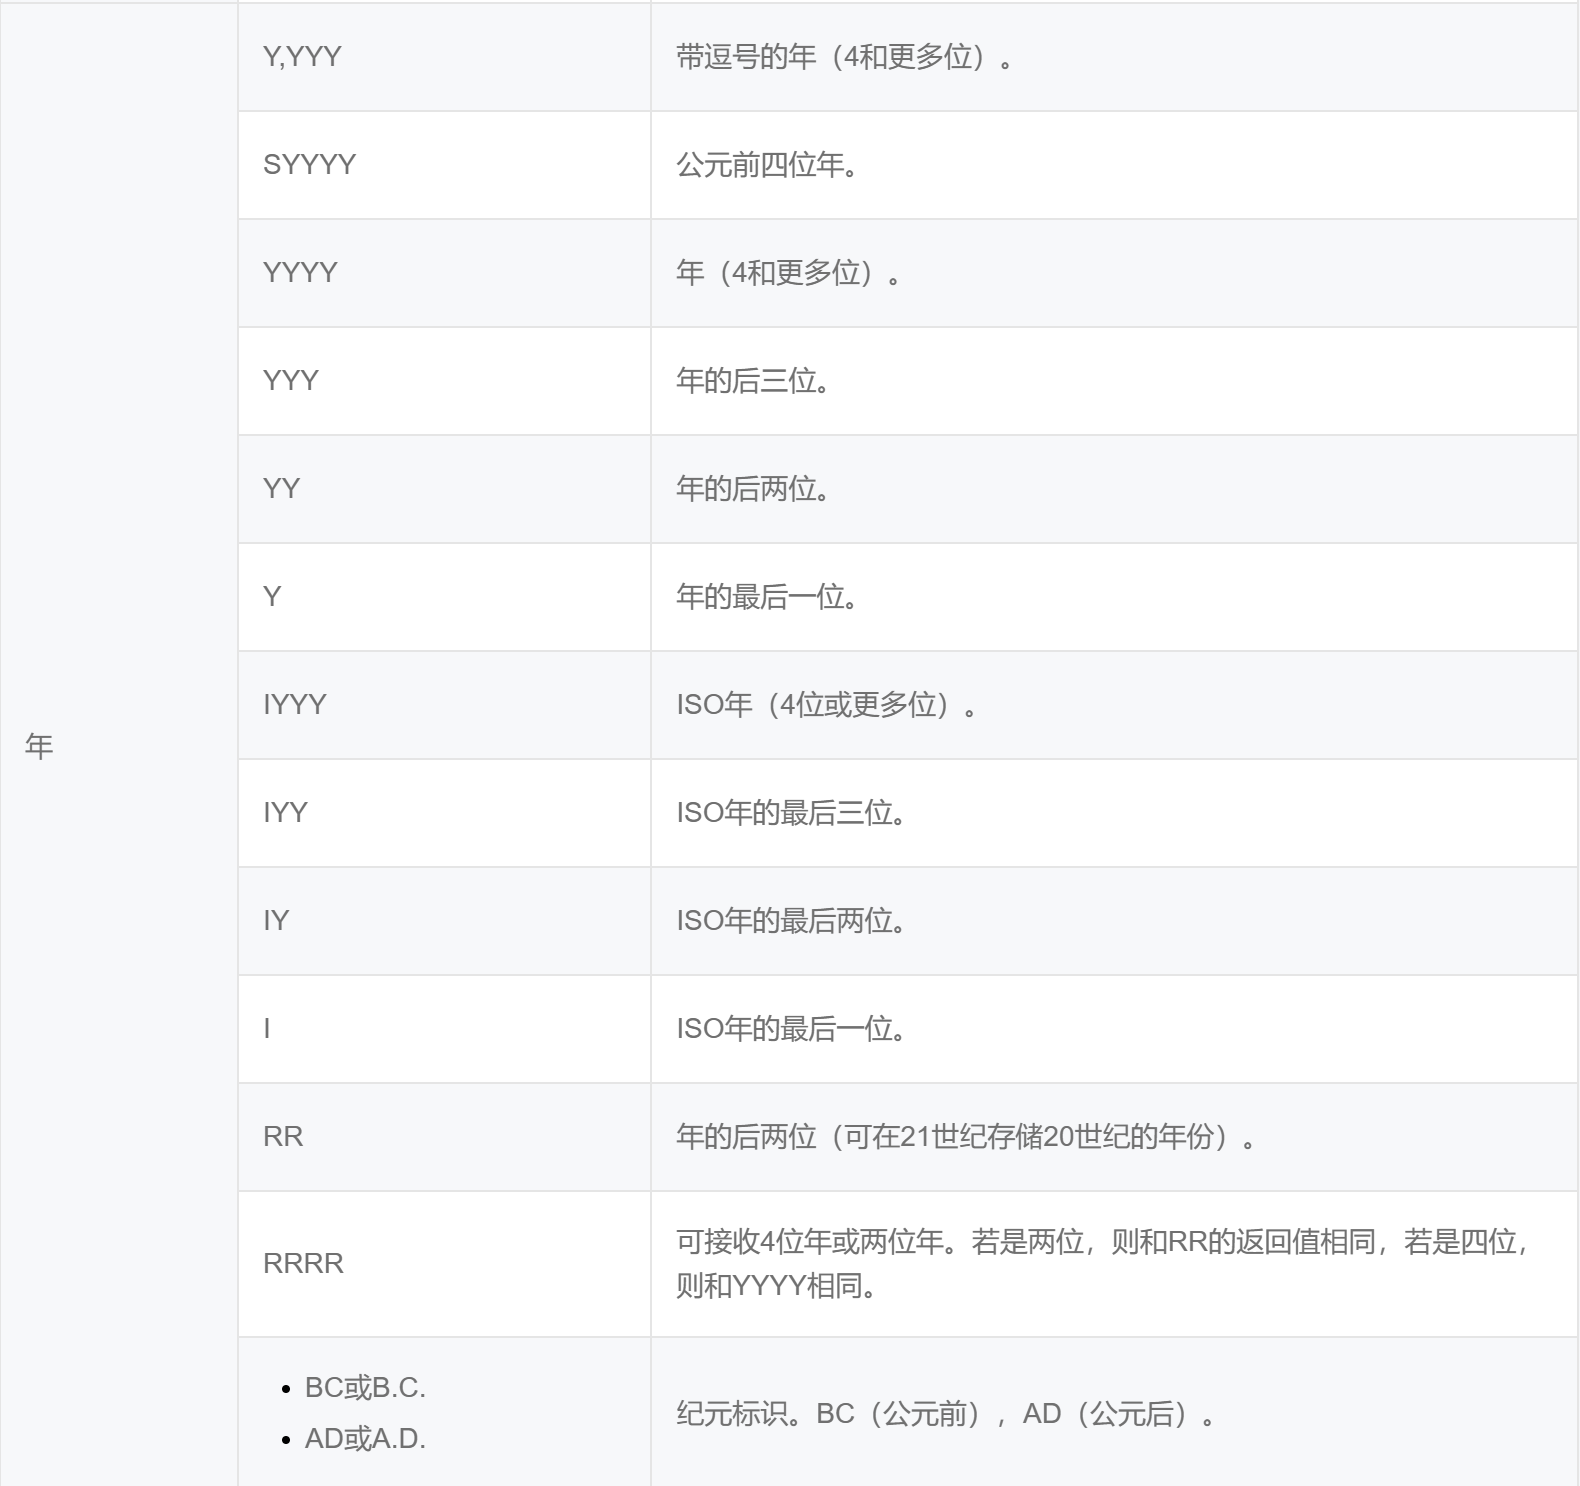 年
Y,YYY
带逗号的年（4和更多位）。
SYYYY
公元前四位年。
YYYY
年（4和更多位）。
YYY
年的后三位。
YY
年的后两位。
Y
年的最后一位。
IYYY
ISO年（4位或更多位）。
IYY
ISO年的最后三位。
IY
ISO年的最后两位。
I
ISO年的最后一位。
RR
年的后两位（可在21世纪存储20世纪的年份）。
RRRR
可接收4位年或两位年。若是两位，则和RR的返回值相同，若是四位，
则和YYYY相同。
• BC或B.C.
• AD或A.D.
纪元标识。BC（公元前），AD（公元后）。